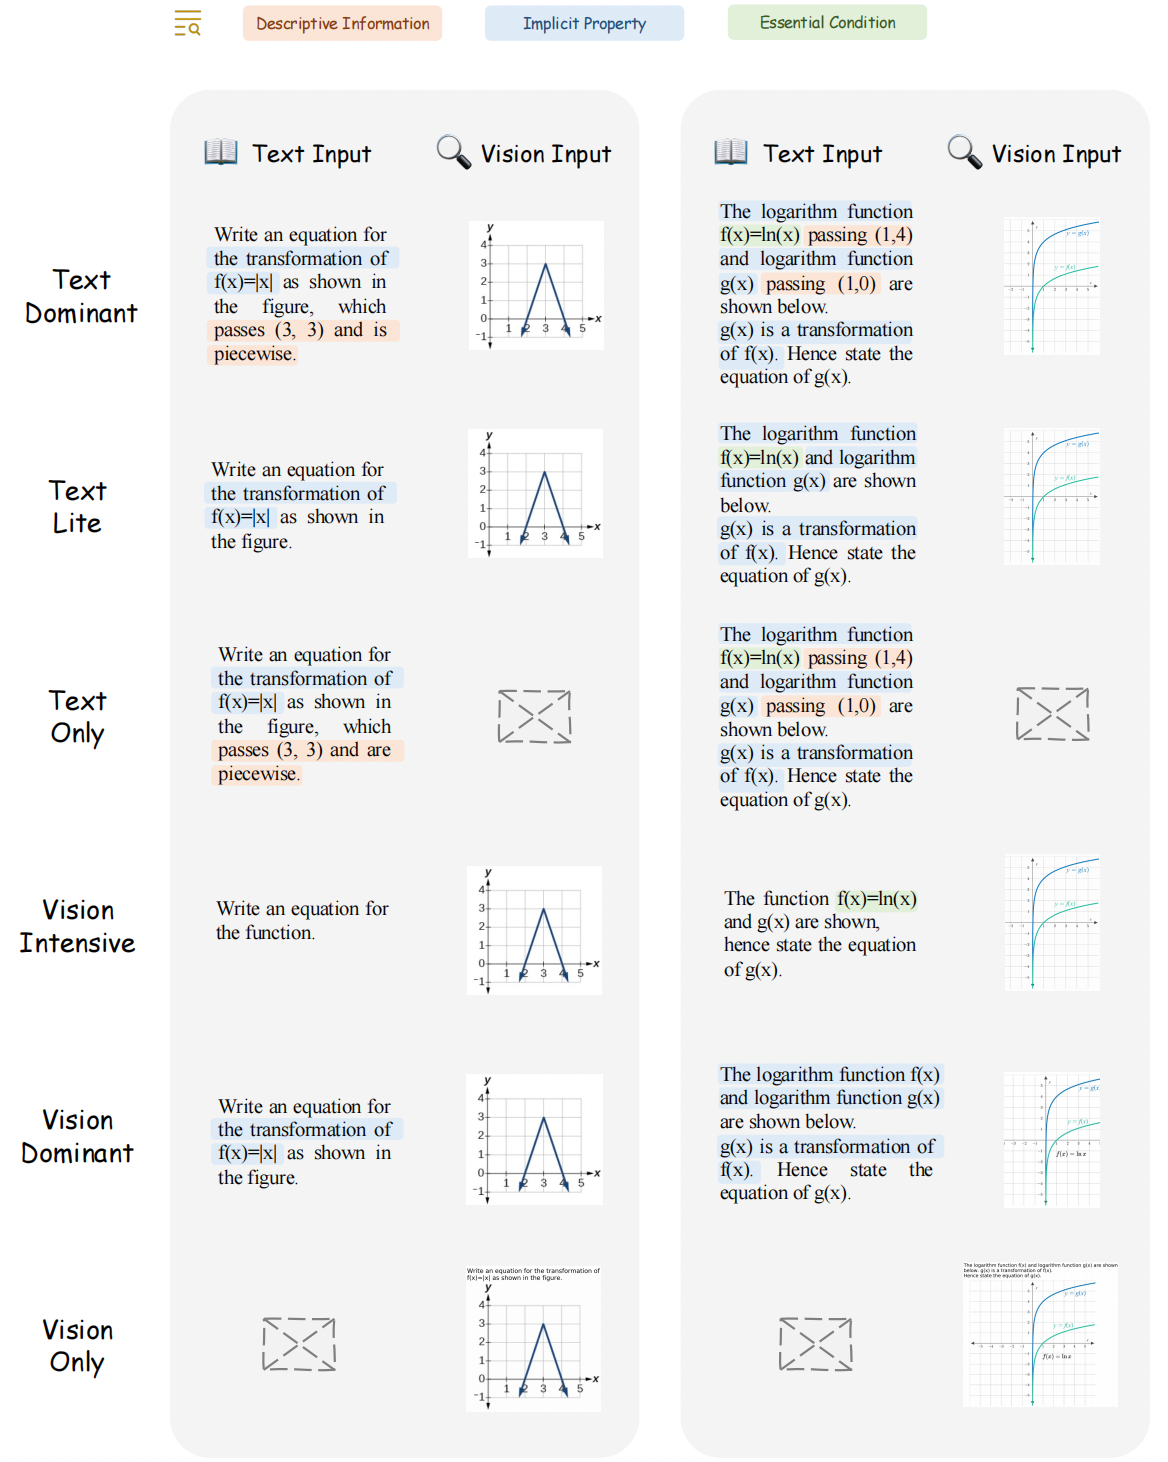 Descriptive Information
Implicit Property
Essential Condition
Text Input
Vision Input
Text Input
Vision Input
Text
Dominant
Write an equation for
the transformation of
f(x)=|x| as shown in
the figure, which
passes (3, 3) and is
piecewise.
y
4
3
2
1
0
−1
1 2 3 4 5
x
The logarithm function
f(x)=ln(x) passing (1,4)
and logarithm function
g(x) passing (1,0) are
shown below.
g(x) is a transformation
of f(x). Hence state the
equation of g(x).
y = g(x)
y = f(x)
Text
Lite
Write an equation for
the transformation of
f(x)=|x| as shown in
the figure.
y
4
3
2
1
0
−1
1 2 3 4 5
x
The logarithm function
f(x)=ln(x) and logarithm
function g(x) are shown
below.
g(x) is a transformation
of f(x). Hence state the
equation of g(x).
y = g(x)
y = f(x)
Text
Only
Write an equation for
the transformation of
f(x)=|x| as shown in
the figure, which
passes (3, 3) and are
piecewise.
The logarithm function
f(x)=ln(x) passing (1,4)
and logarithm function
g(x) passing (1,0) are
shown below.
g(x) is a transformation
of f(x). Hence state the
equation of g(x).
Vision
Intensive
Write an equation for
the function.
y
4
3
2
1
0
−1
1 2 3 4 5
x
The function f(x)=ln(x)
and g(x) are shown,
hence state the equation
of g(x).
y = g(x)
y = f(x)
Vision
Dominant
Write an equation for
the transformation of
f(x)=|x| as shown in
the figure.
y
4
3
2
1
0
−1
1 2 3 4 5
x
The logarithm function f(x)
and logarithm function g(x)
are shown below.
g(x) is a transformation of
f(x). Hence state the
equation of g(x).
y = g(x
y = f(x)
f(x) = ln x
Vision
Only
Write an equation for the transformation of
f(x)=|x| as shown in the figure.
y
4
3
2
1
0
−1
1 2 3 4 5
x
The logarithm function f(x) and logarithm function g(x) are shown
below. g(x) is a transformation of f(x).
Hence state the equation of g(x).
y = g(x)
y = f(x)
f(x) = ln x